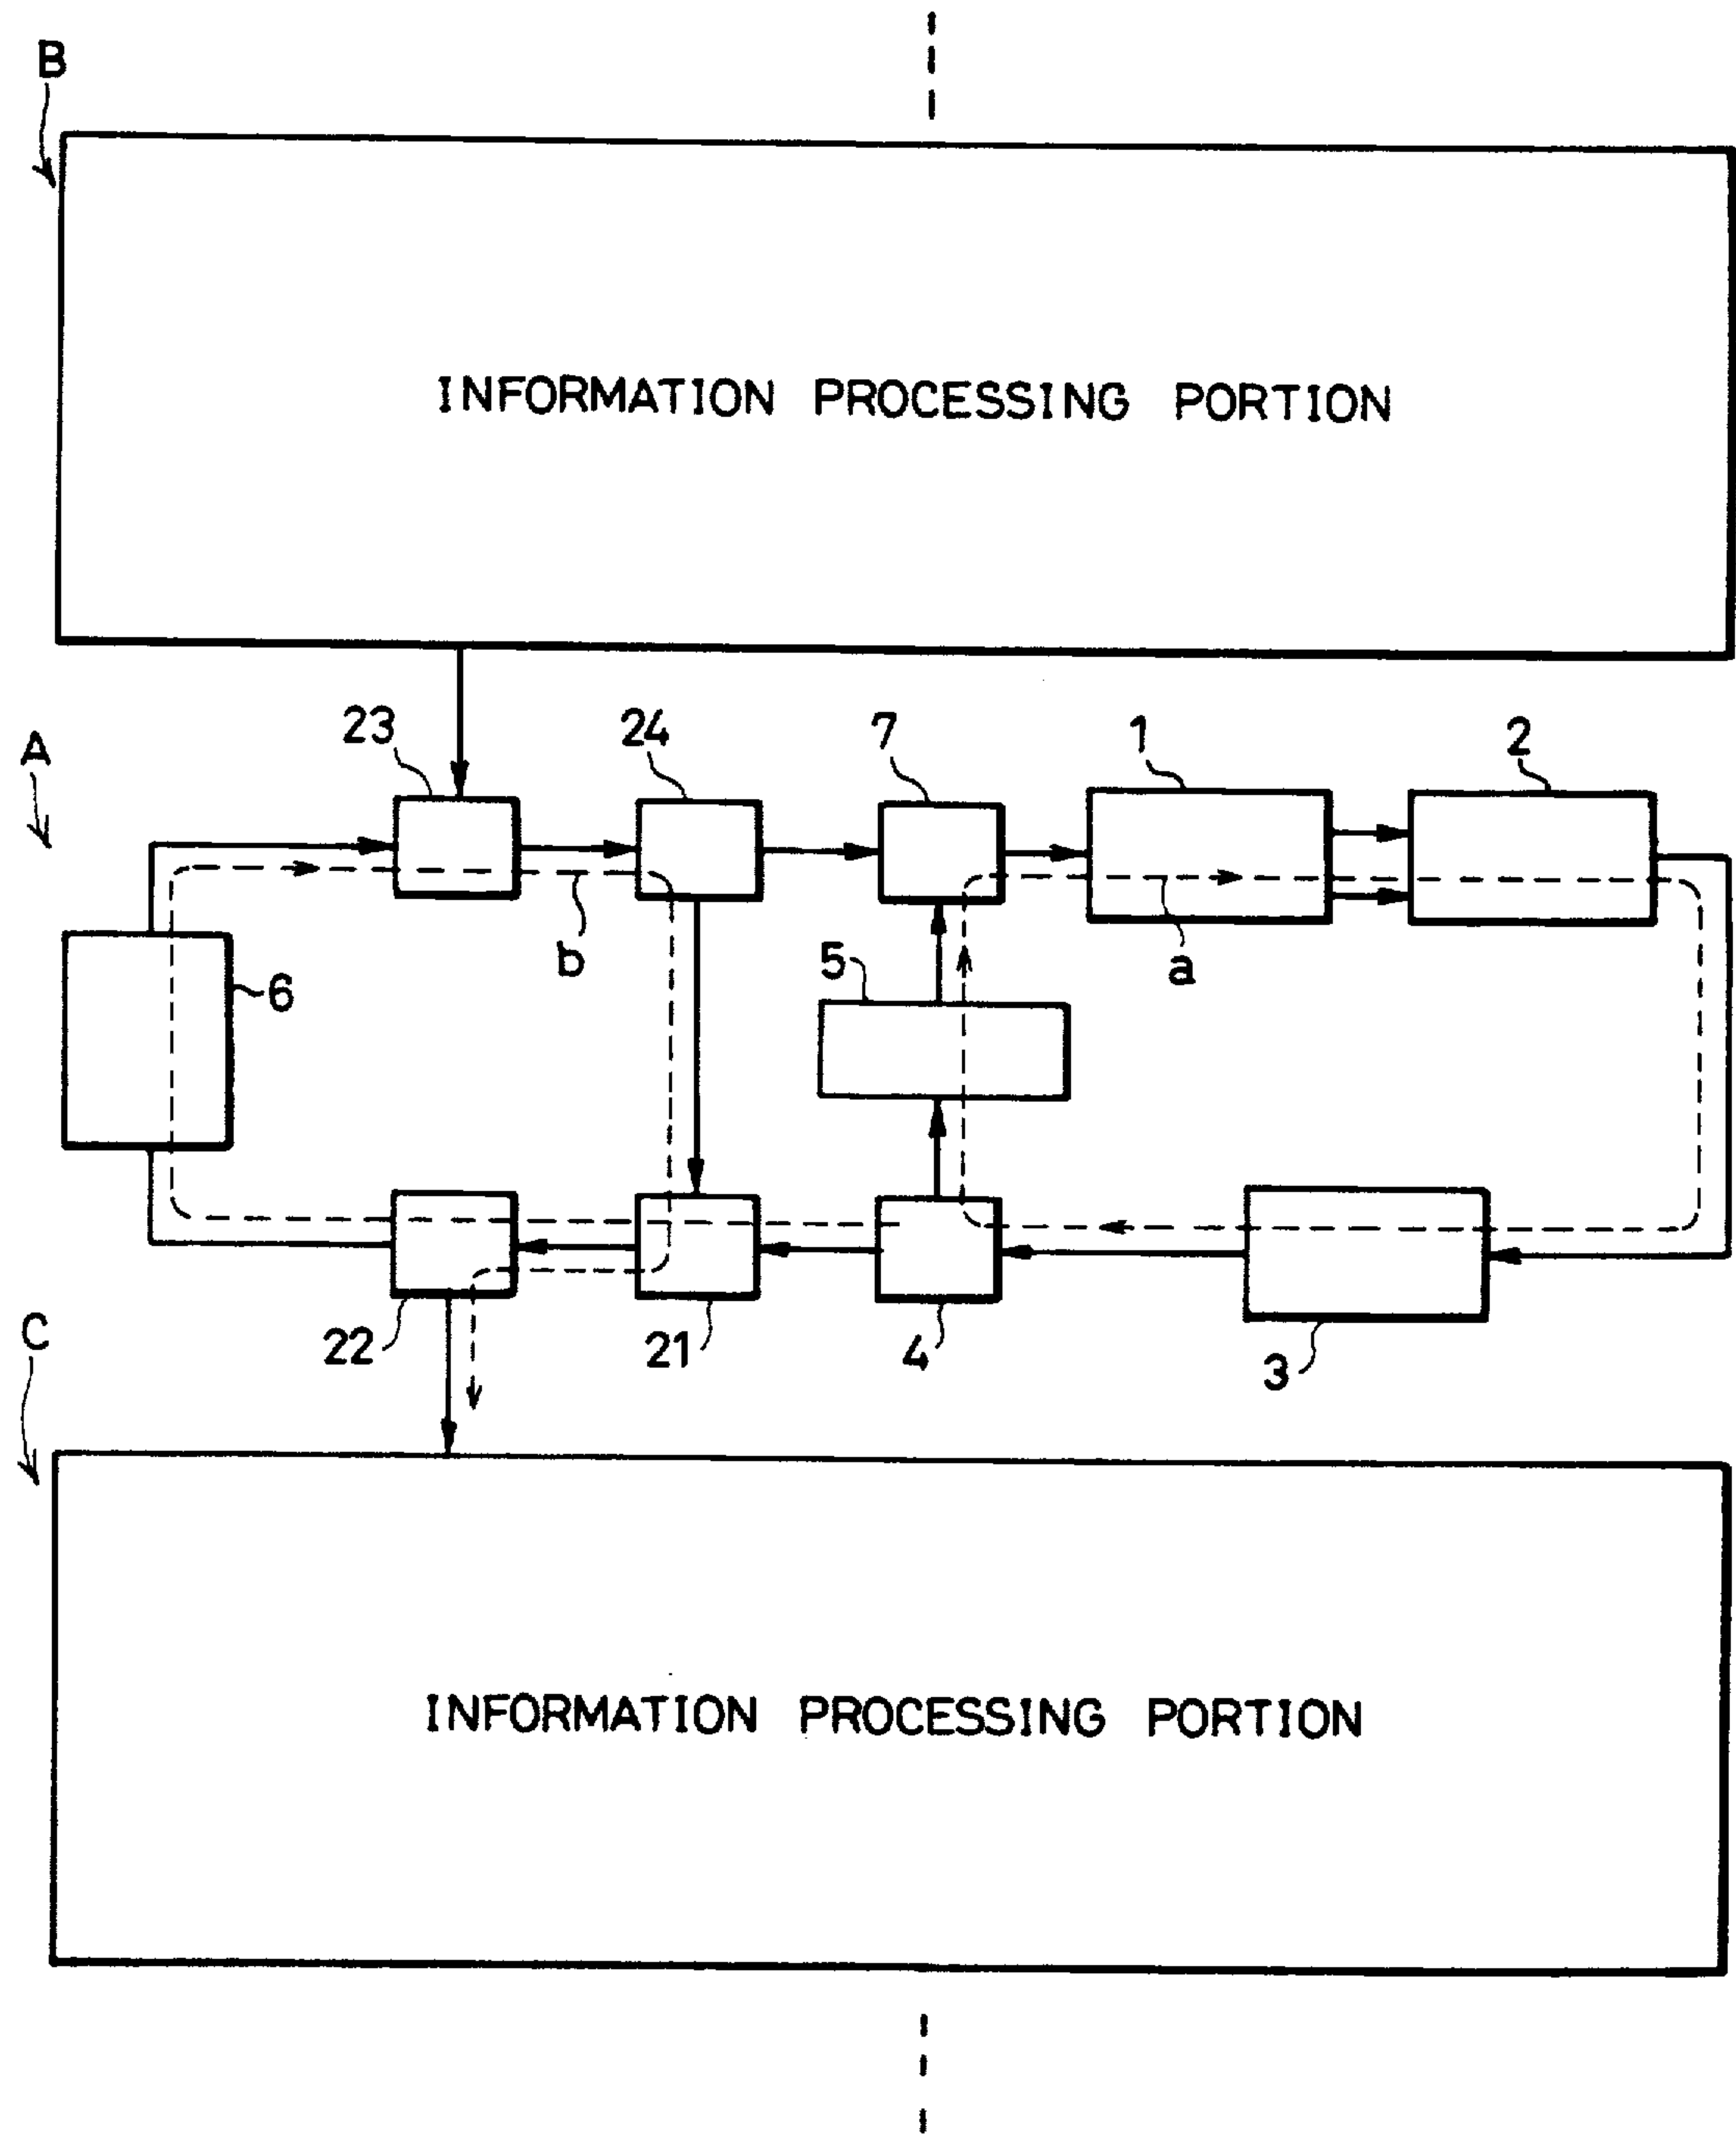 B
INFORMATION PROCESSING PORTION
A
23
24
7
1
2
b
5
a
6
C
22
21
4
3
INFORMATION PROCESSING PORTION